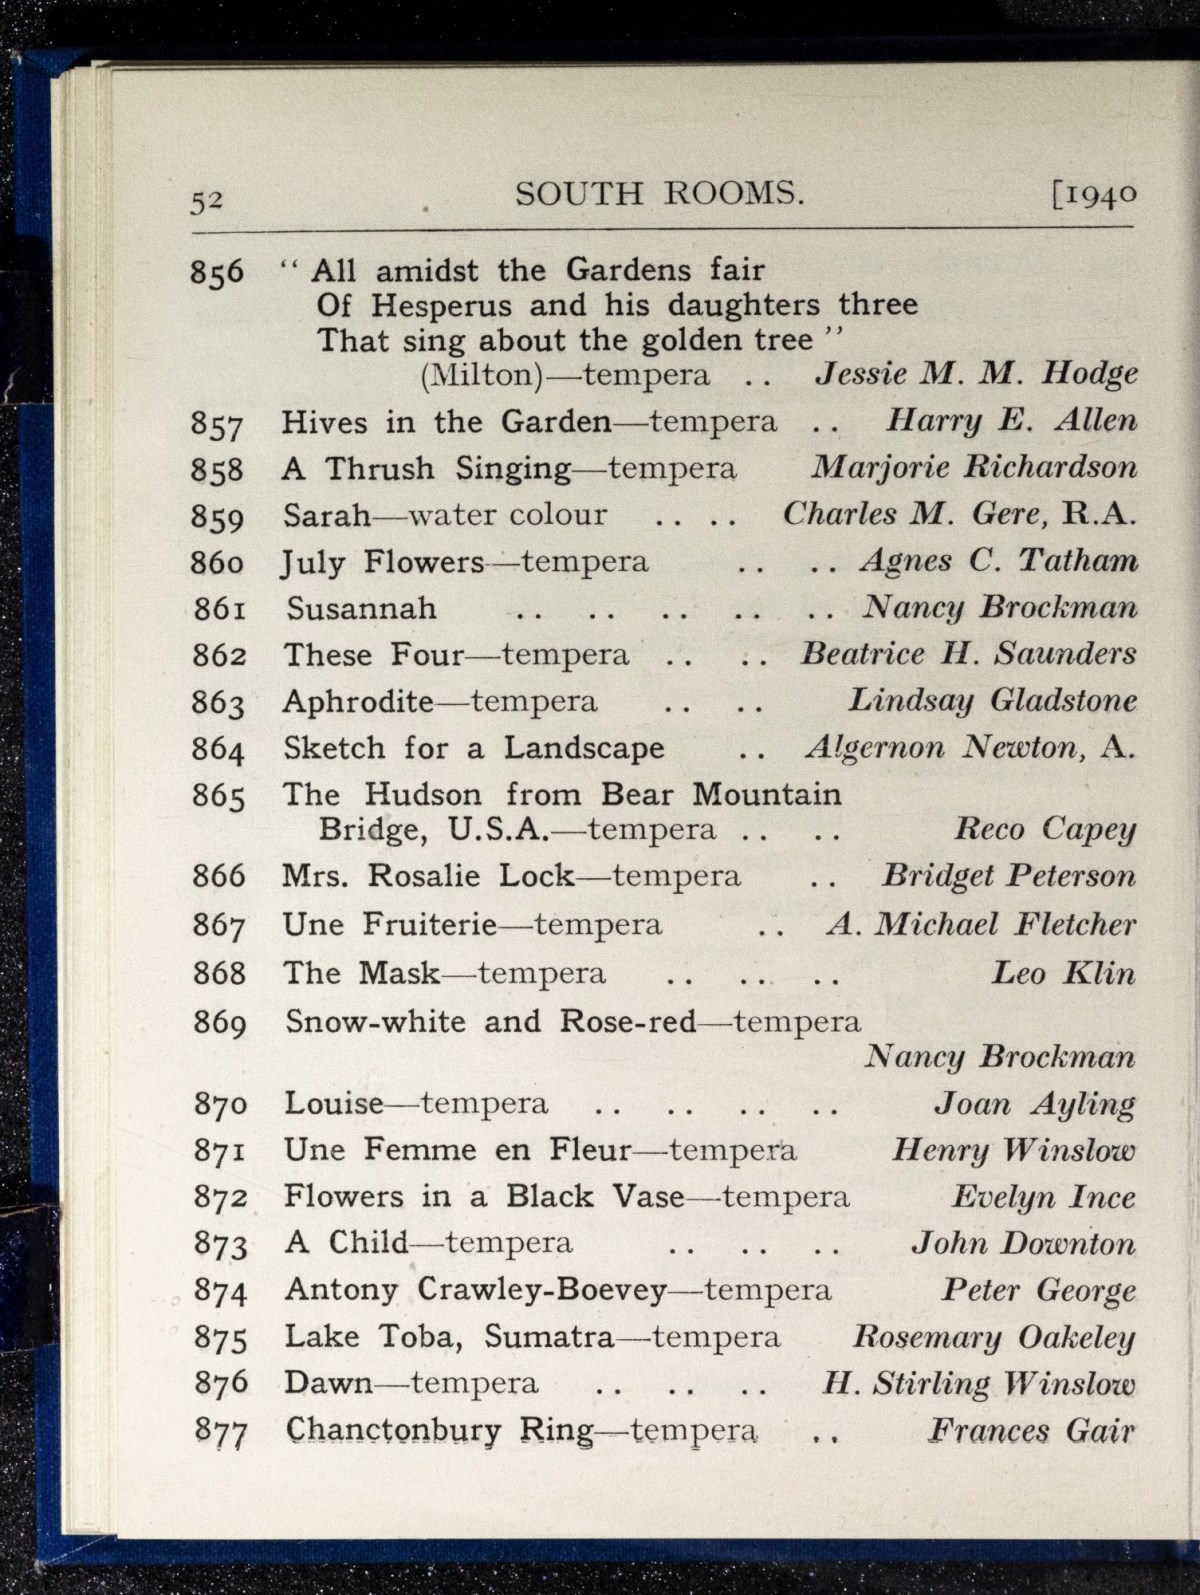 52 SOUTH ROOMS. [1940
856 “ All amidst the Gardens fair
Of Hesperus and his daughters three
That sing about the golden tree ”
(Milton)—tempera .. Jessie M. M. Hodge
857 Hives in the Garden—tempera .. Harry E. Allen
858 A Thrush Singing—tempera Marjorie Richardson
859 Sarah—water colour .. .. Charles M. Gere, R.A.
860 July Flowers—tempera .. .. Agnes C. Tatham
861 Susannah .. .. .. .. .. Nancy Brockman
862 These Four—tempera .. .. Beatrice H. Saunders
863 Aphrodite—tempera .. .. Lindsay Gladstone
864 Sketch for a Landscape .. Algernon Newton, A.
865 The Hudson from Bear Mountain
Bridge, U.S.A.—tempera .. .. Reco Capey
866 Mrs. Rosalie Lock—tempera .. Bridget Peterson
867 Une Fruiterie—tempera .. A. Michael Fletcher
868 The Mask—tempera .. .. .. Leo Klin
869 Snow-white and Rose-red—tempera
Nancy Brockman
870 Louise—tempera .. .. .. .. Joan Ayling
871 Une Femme en Fleur—tempera Henry Winslow
872 Flowers in a Black Vase—tempera Evelyn Ince
873 A Child—tempera .. .. .. John Downton
874 Antony Crawley-Boevey—tempera Peter George
875 Lake Toba, Sumatra—tempera Rosemary Oakeley
876 Dawn—tempera .. .. .. H. Stirling Winslow
877 Chanctonbury Ring—tempera .. Frances Gair